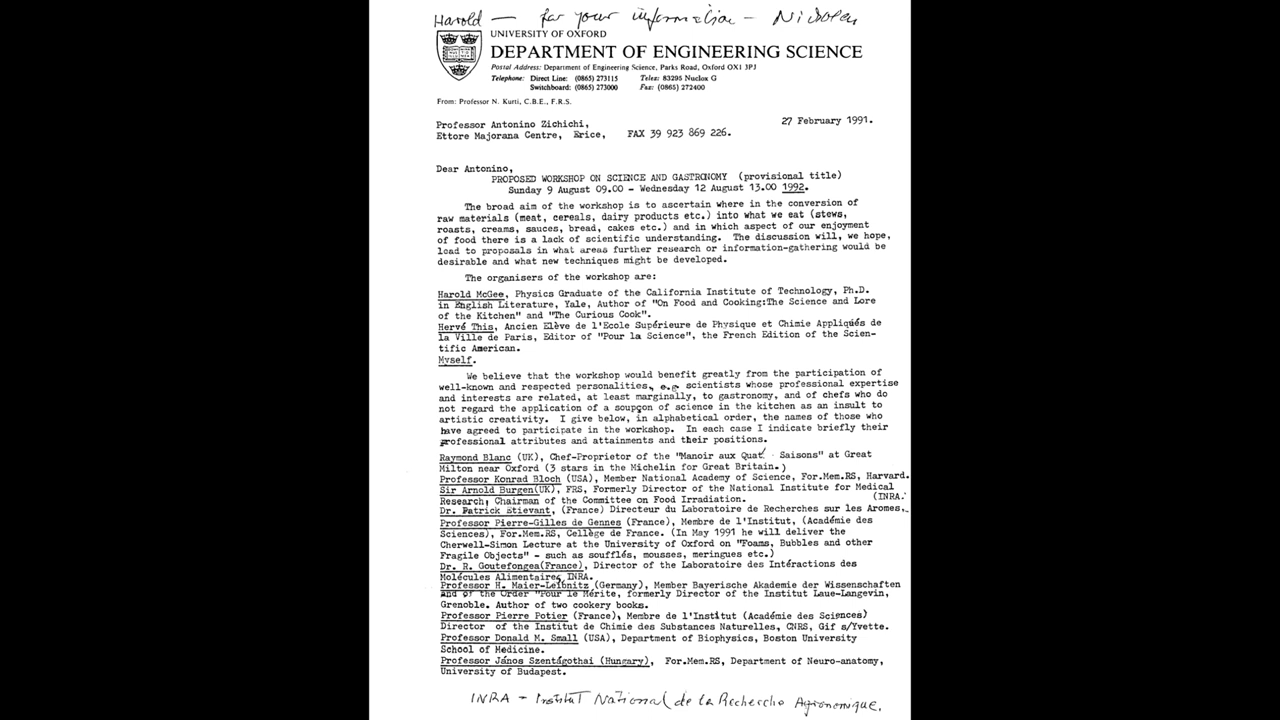 Harold — for your information — Nicholas
UNIVERSITY OF OXFORD
DEPARTMENT OF ENGINEERING SCIENCE
Postal Address: Department of Engineering Science, Parks Road, Oxford OX1 3PJ
Telephone: Direct Line: (0865) 273115 Telex: 83295 Nuclox G
Switchboard: (0865) 273000 Fax: (0865) 272400
From: Professor N. Kurti, C.B.E., F.R.S.
27 February 1991.
Professor Antonino Zichichi,
Ettore Majorana Centre, Erice, FAX 39 923 869 226.
Dear Antonino,
PROPOSED WORKSHOP ON SCIENCE AND GASTRONOMY (provisional title)
Sunday 9 August 09.00 - Wednesday 12 August 13.00 1992.
The broad aim of the workshop is to ascertain where in the conversion of
raw materials (meat, cereals, dairy products etc.) into what we eat (stews,
roasts, creams, sauces, bread, cakes etc.) and in which aspect of our enjoyment
of food there is a lack of scientific understanding. The discussion will, we hope,
lead to proposals in what areas further research or information-gathering would be
desirable and what new techniques might be developed.
The organisers of the workshop are:
Harold McGee, Physics Graduate of the California Institute of Technology, Ph.D.
in English Literature, Yale, Author of "On Food and Cooking:The Science and Lore
of the Kitchen" and "The Curious Cook".
Hervé This, Ancien Elève de l'Ecole Supérieure de Physique et Chimie Appliqués de
la Ville de Paris, Editor of "Pour la Science", the French Edition of the Scien-
tific American.
Myself.
We believe that the workshop would benefit greatly from the participation of
well-known and respected personalities, e.g. scientists whose professional expertise
and interests are related, at least marginally, to gastronomy, and of chefs who do
not regard the application of a soupçon of science in the kitchen as an insult to
artistic creativity. I give below, in alphabetical order, the names of those who
have agreed to participate in the workshop. In each case I indicate briefly their
professional attributes and attainments and their positions.
Raymond Blanc (UK), Chef-Proprietor of the "Manoir aux Quat' Saisons" at Great
Milton near Oxford (3 stars in the Michelin for Great Britain.)
Professor Konrad Bloch (USA), Member National Academy of Science, For.Mem.RS, Harvard.
Sir Arnold Burgen(UK), FRS, Formerly Director of the National Institute for Medical
Research, Chairman of the Committee on Food Irradiation. (INRA.
Dr. Patrick Etievant, (France) Directeur du Laboratoire de Recherches sur les Aromes,
Professor Pierre-Gilles de Gennes (France), Membre de l'Institut, (Académie des
Sciences), For.Mem.RS, Collège de France. (In May 1991 he will deliver the
Cherwell-Simon Lecture at the University of Oxford on "Foams, Bubbles and other
Fragile Objects" - such as soufflés, mousses, meringues etc.)
Dr. R. Goutefongea(France), Director of the Laboratoire des Intéractions des
Molécules Alimentaires INRA.
Professor H. Maier-Leibnitz (Germany), Member Bayerische Akademie der Wissenschaften
and of the Order "Pour le Mérite, formerly Director of the Institut Laue-Langevin,
Grenoble. Author of two cookery books.
Professor Pierre Potier (France), Membre de l'Institut (Académie des Sciences)
Director of the Institut de Chimie des Substances Naturelles, CNRS, Gif s/Yvette.
Professor Donald M. Small (USA), Department of Biophysics, Boston University
School of Medicine.
Professor János Szentágothai (Hungary), For.Mem.RS, Department of Neuro-anatomy,
University of Budapest.
INRA - Institut National de la Recherche Agronomique.